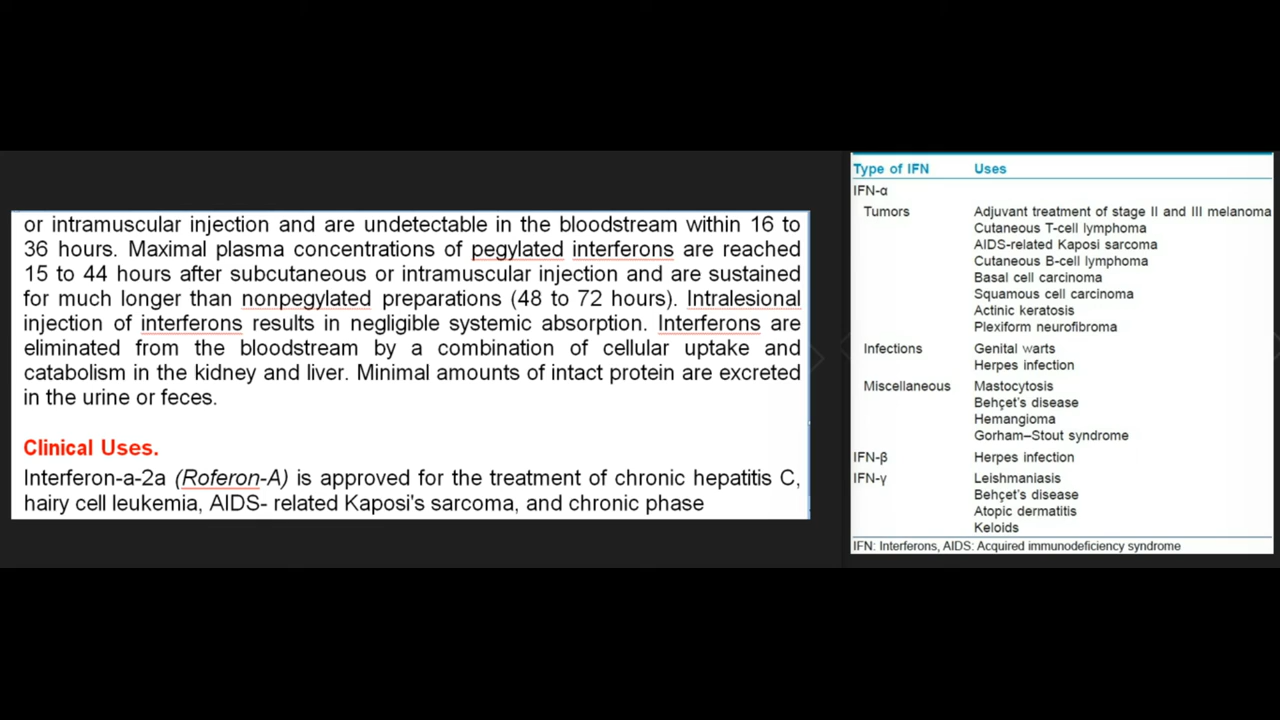 or intramuscular injection and are undetectable in the bloodstream within 16 to
36 hours. Maximal plasma concentrations of pegylated interferons are reached
15 to 44 hours after subcutaneous or intramuscular injection and are sustained
for much longer than nonpegylated preparations (48 to 72 hours). Intralesional
injection of interferons results in negligible systemic absorption. Interferons are
eliminated from the bloodstream by a combination of cellular uptake and
catabolism in the kidney and liver. Minimal amounts of intact protein are excreted
in the urine or feces.
Clinical Uses.
Interferon-a-2a (Roferon-A) is approved for the treatment of chronic hepatitis C,
hairy cell leukemia, AIDS- related Kaposi's sarcoma, and chronic phase
Type of IFN Uses
IFN-α
Tumors Adjuvant treatment of stage II and III melanoma
Cutaneous T-cell lymphoma
AIDS-related Kaposi sarcoma
Cutaneous B-cell lymphoma
Basal cell carcinoma
Squamous cell carcinoma
Actinic keratosis
Plexiform neurofibroma
Infections Genital warts
Herpes infection
Miscellaneous Mastocytosis
Behçet's disease
Hemangioma
Gorham–Stout syndrome
IFN-β Herpes infection
IFN-γ Leishmaniasis
Behçet's disease
Atopic dermatitis
Keloids
IFN: Interferons, AIDS: Acquired immunodeficiency syndrome